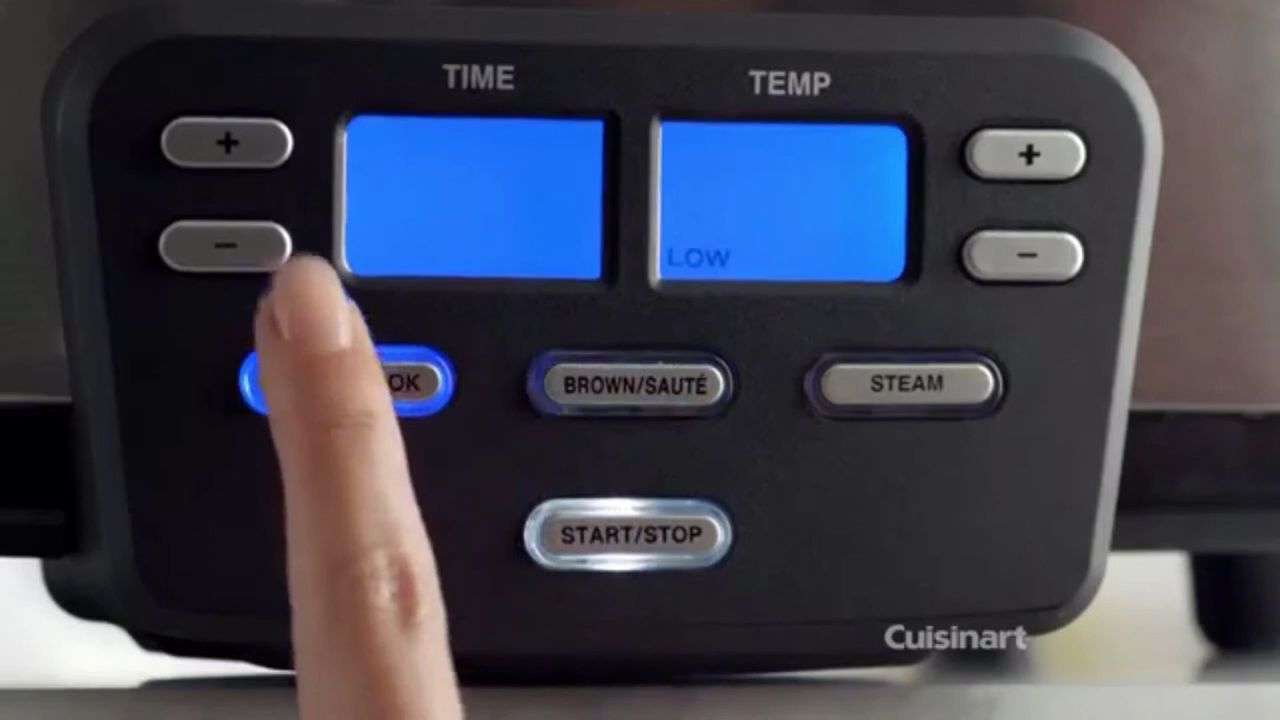 TIME
TEMP
+
+
-
-
LOW
OK
BROWN/SAUTÉ
STEAM
START/STOP
Cuisinart